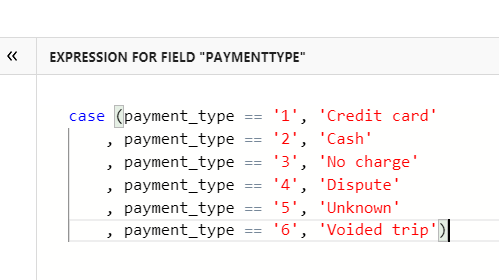 «
EXPRESSION FOR FIELD "PAYMENTTYPE"
case (payment_type == '1', 'Credit card'
, payment_type == '2', 'Cash'
, payment_type == '3', 'No charge'
, payment_type == '4', 'Dispute'
, payment_type == '5', 'Unknown'
, payment_type == '6', 'Voided trip')